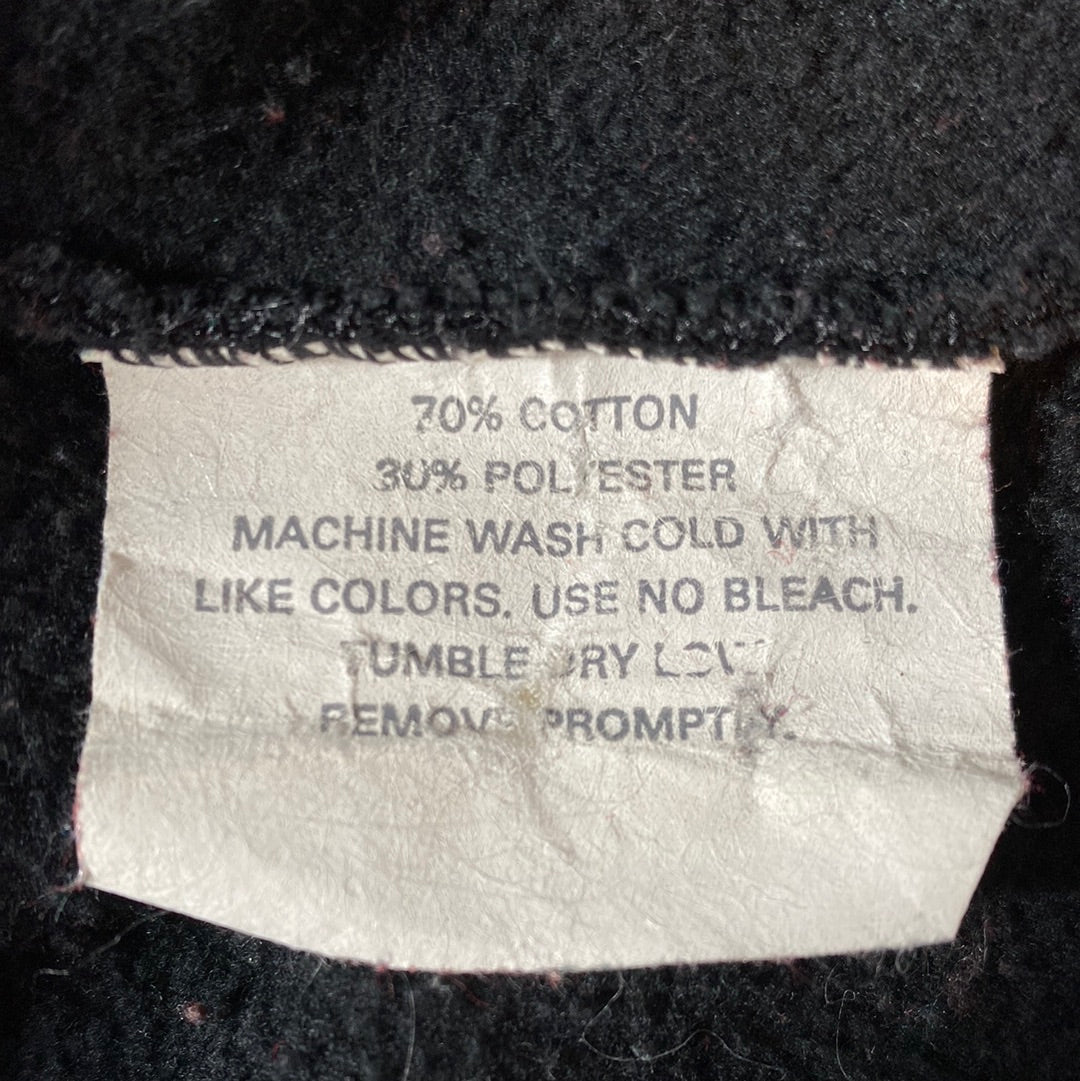 70% COTTON
30% POLYESTER
MACHINE WASH COLD WITH
LIKE COLORS. USE NO BLEACH.
TUMBLE DRY LOW
REMOVE PROMPTLY.